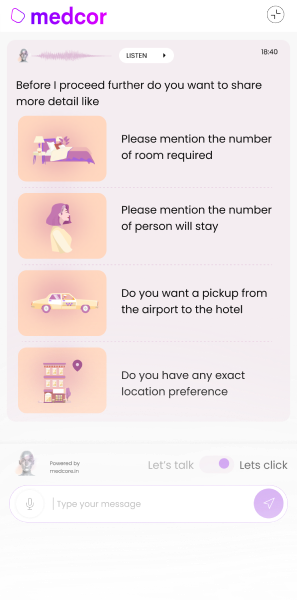 medcor
LISTEN
18:40
Before I proceed further do you want to share
more detail like
Please mention the number
of room required
Please mention the number
of person will stay
Do you want a pickup from
the airport to the hotel
Do you have any exact
location preference
Powered by
medcore.in
Let's talk
Lets click
Type your message